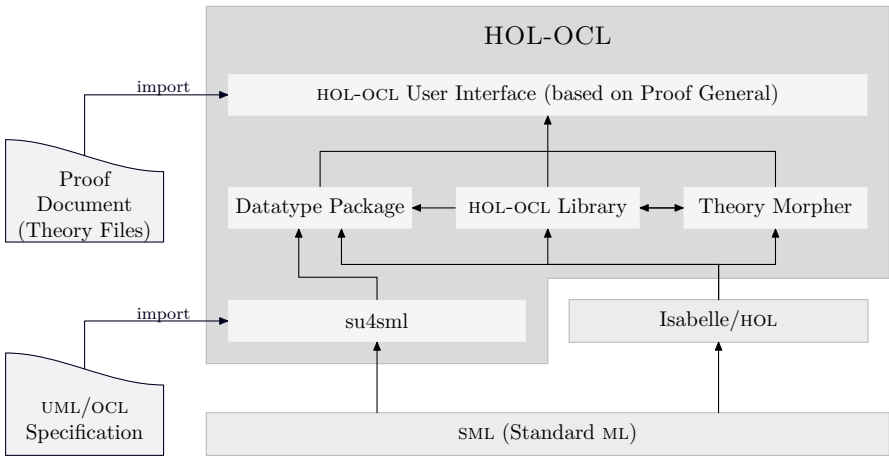 HOL-OCL
import
HOL-OCL User Interface (based on Proof General)
Proof
Document
(Theory Files)
Datatype Package
HOL-OCL Library
Theory Morpher
import
su4sml
Isabelle/HOL
UML/OCL
Specification
SML (Standard ML)